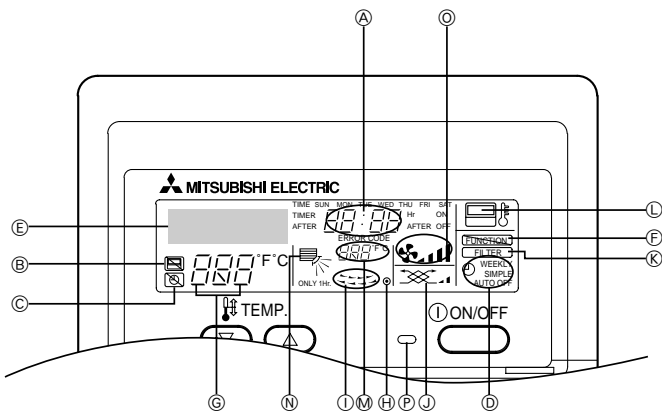 Ⓐ Ⓞ
MITSUBISHI ELECTRIC
TIME SUN MON TUE WED THU FRI SAT
TIMER Hr ON
AFTER AFTER OFF
ERROR CODE
°F°C
°F°C
ONLY 1Hr.
FUNCTION
FILTER
WEEKLY
SIMPLE
AUTO OFF
TEMP.
ON/OFF
Ⓔ
Ⓑ
Ⓒ
Ⓛ
Ⓕ
Ⓚ
Ⓖ Ⓝ Ⓘ Ⓜ Ⓗ Ⓟ Ⓙ Ⓓ